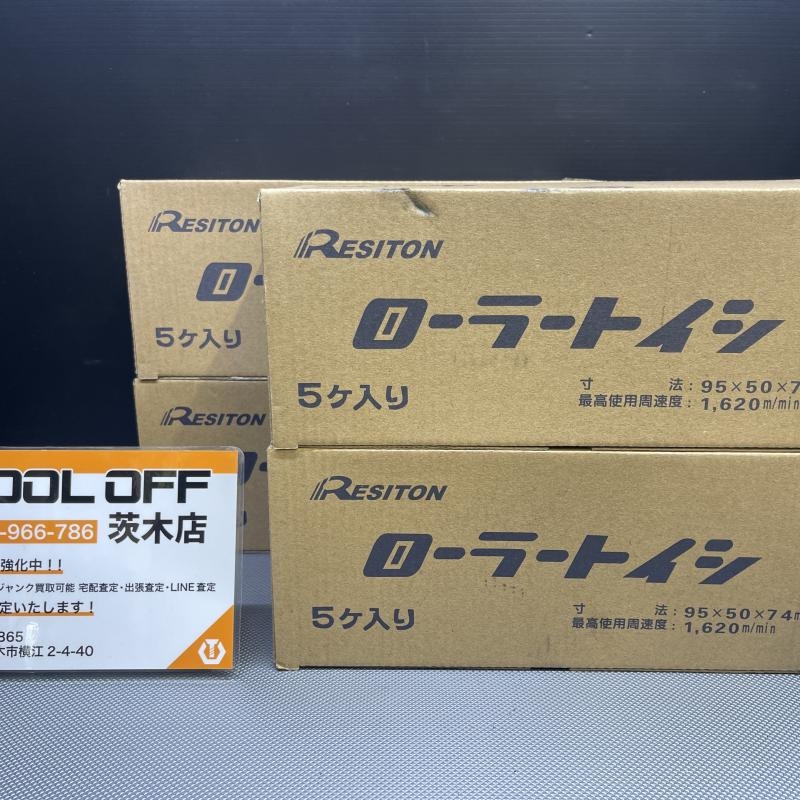 RESITON
ロ
5ケ入り
RESITON
ローラートイシ
5ケ入り
寸 法：95×50×7
最高使用周速度：1,620m/min
RESITON
RESITON
ローラートイシ
5ケ入り
寸 法：95×50×74m
最高使用周速度：1,620m/min
OOL OFF
-966-786 茨木店
強化中！！
ジャンク買取可能 宅配査定・出張査定・LINE査定
定いたします！
865
木市横江 2-4-40